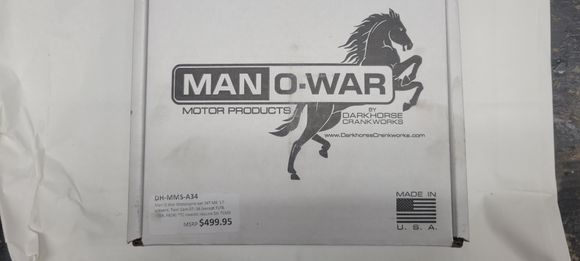 MAN O-WAR
MOTOR PRODUCTS BY DARKHORSE CRANKWORKS
www.DarkhorseCrankworks.com
DH-MMS-A34
MSRP $499.95
MADE IN
U. S. A.